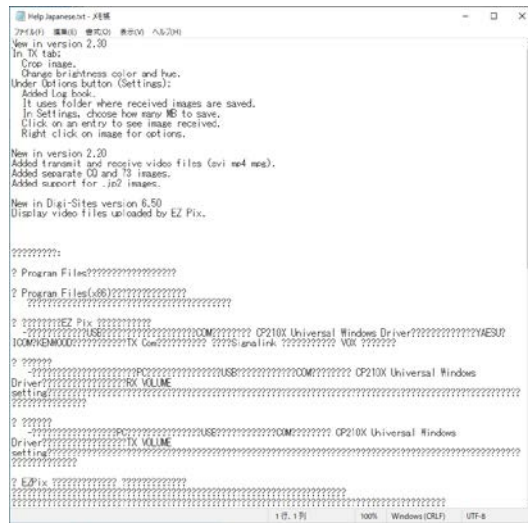 Help Japanese.txt - メモ帳
ファイル(F) 編集(E) 書式(O) 表示(V) ヘルプ(H)
New in version 2.30
In TX tab:
Crop image.
Change brightness color and hue.
Under Options button (Settings):
Added Log book.
It uses folder where received images are saved.
In Settings, choose how many MB to save.
Click on an entry to see image received.
Right click on image for options.
New in version 2.20
Added transmit and receive video files (avi mp4 mpg).
Added separate CQ and 73 images.
Added support for .jp2 images.
New in Digi-Sites version 6.50
Display video files uploaded by EZ Pix.
?????????:
? Program Files???????????????????
? Program Files(x86)????????????????
???????????????????????????????????????????
? ????????EZ Pix ???????????
-????????????USB?????????????????????COM???????? CP210X Universal Windows Driver?????????????YAESU?
ICOM?KENWOOD???????????TX Com?????????? ????Signalink ??????????? VOX ???????
? ??????
-???????????????????PC?????????????USB????????????COM???????? CP210X Universal Windows
Driver?????????????????RX VOLUME
setting??????????????????????????????????????????????????????????????????????????
????????????????
? ??????
-???????????????PC?????????????USB????????????COM???????? CP210X Universal Windows
Driver?????????????????TX VOLUME
setting??????????????????????????????????????????????????????????????????????????
??????????????
? EZPix ????????????? ?????????????
????????????????????????????????????????????????????????????????????
????????????????????????????????????????????????????????????????????????????????????????
1行、1列 100% Windows (CRLF) UTF-8